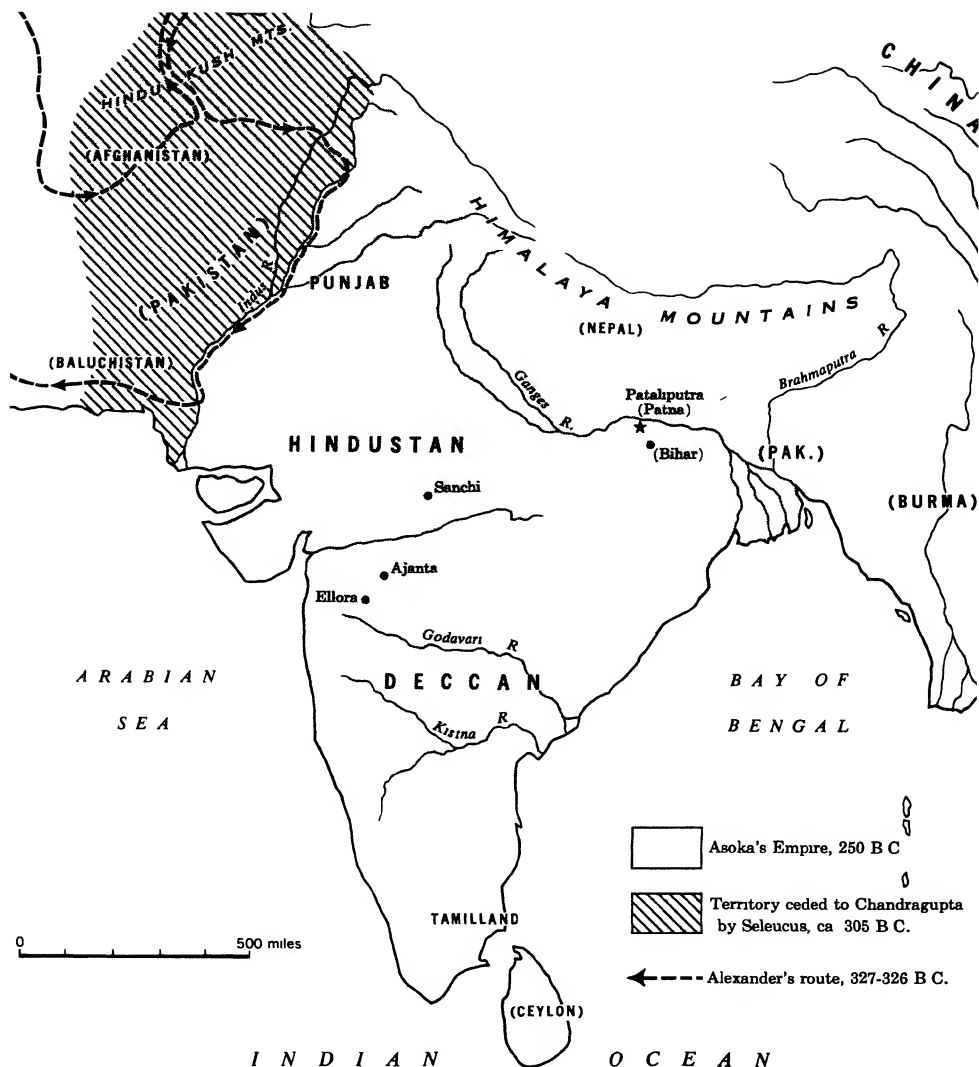 CHINA
HINDU KUSH MTS.
(AFGHANISTAN)
HIMALAYA MOUNTAINS
(PAKISTAN)
Indus R.
PUNJAB
(NEPAL)
(BALUCHISTAN)
Brahmaputra R
Ganges R.
Pataliputra
(Patna)
HINDUSTAN
(Bihar)
(PAK.)
Sanchi
(BURMA)
Ajanta
Ellora
Godavari R
ARABIAN
SEA
DECCAN
BAY OF
BENGAL
Kistna R
Asoka's Empire, 250 B C
Territory ceded to Chandragupta
by Seleucus, ca 305 B. C.
TAMILLAND
0 500 miles
Alexander's route, 327-326 B C.
(CEYLON)
INDIAN OCEAN